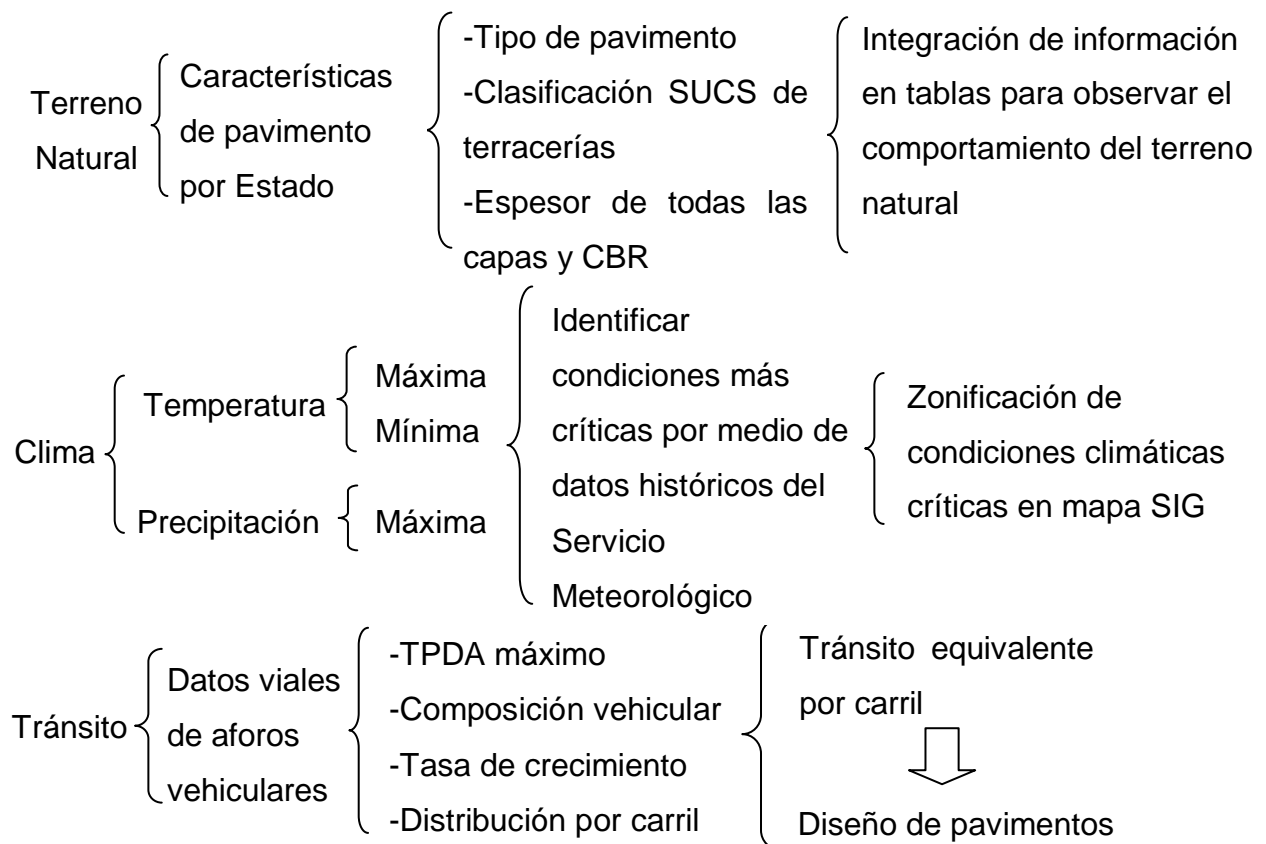 Terreno
Natural
Características
de pavimento
por Estado
-Tipo de pavimento
-Clasificación SUCS de
terracerías
-Espesor de todas las
capas y CBR
Integración de información
en tablas para observar el
comportamiento del terreno
natural
Clima
Temperatura
Máxima
Mínima
Precipitación
Máxima
Identificar
condiciones más
críticas por medio de
datos históricos del
Servicio
Meteorológico
Zonificación de
condiciones climáticas
críticas en mapa SIG
Tránsito
Datos viales
de aforos
vehiculares
-TPDA máximo
-Composición vehicular
-Tasa de crecimiento
-Distribución por carril
Tránsito equivalente
por carril
Diseño de pavimentos